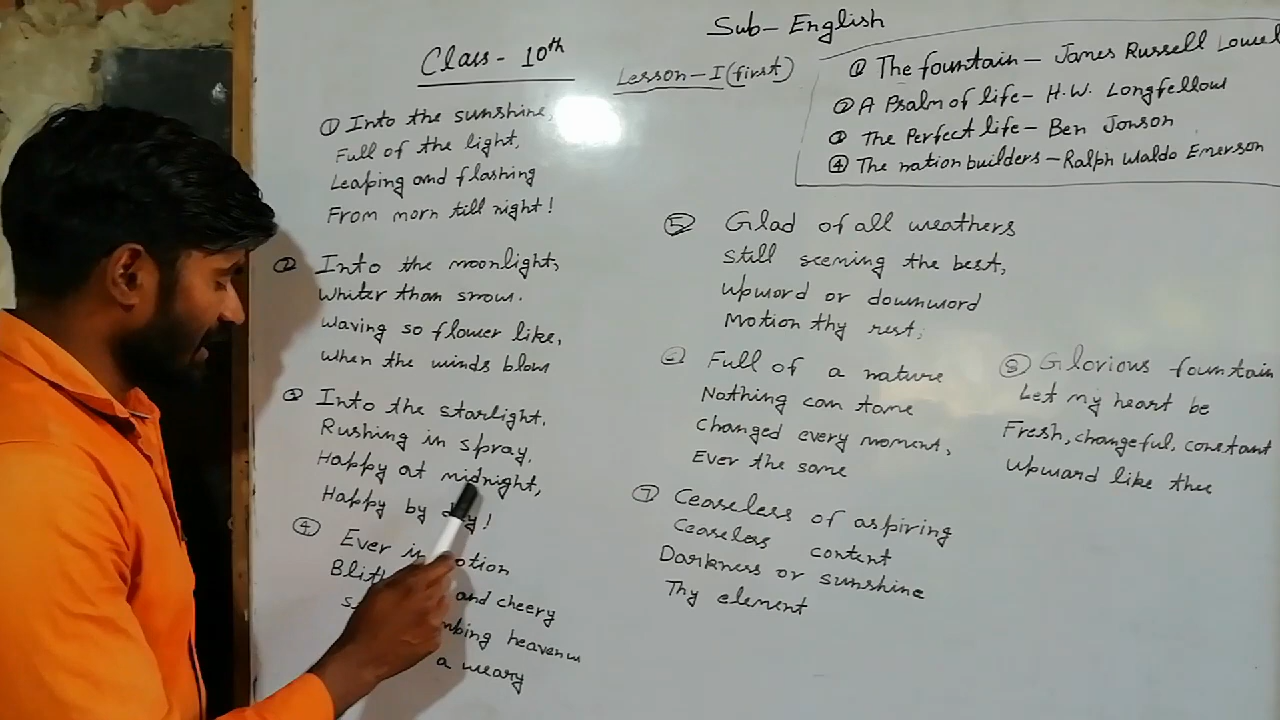 Sub- English
Class- 10th
Lesson-I (first)
① The fountain- James Russell Lowel
② A Psalm of life- H.W. Longfellow
③ The Perfect life- Ben Jonson
④ The nation builders- Ralph Waldo Emerson
① Into the sunshine,
Full of the light,
Leaping and flashing
From morn till night!
② Into the moonlight,
Whiter than snow.
Waving so flower like,
When the winds blow
③ Into the starlight,
Rushing in spray.
Happy at midnight,
Happy by day!
④ Ever in motion
and cheery
heaven
a weary
⑤ Glad of all weathers
Still seeming the best,
Upword or downword
Motion thy rest;
Full of a nature
Nothing can tame
Changed every moment,
Ever the same
⑦ Ceaseless of aspiring
Ceaseless content
Darkness or sunshine
Thy element
⑧ Glorious fountain
Let my heart be
Fresh, changeful, constant
Upward like thee